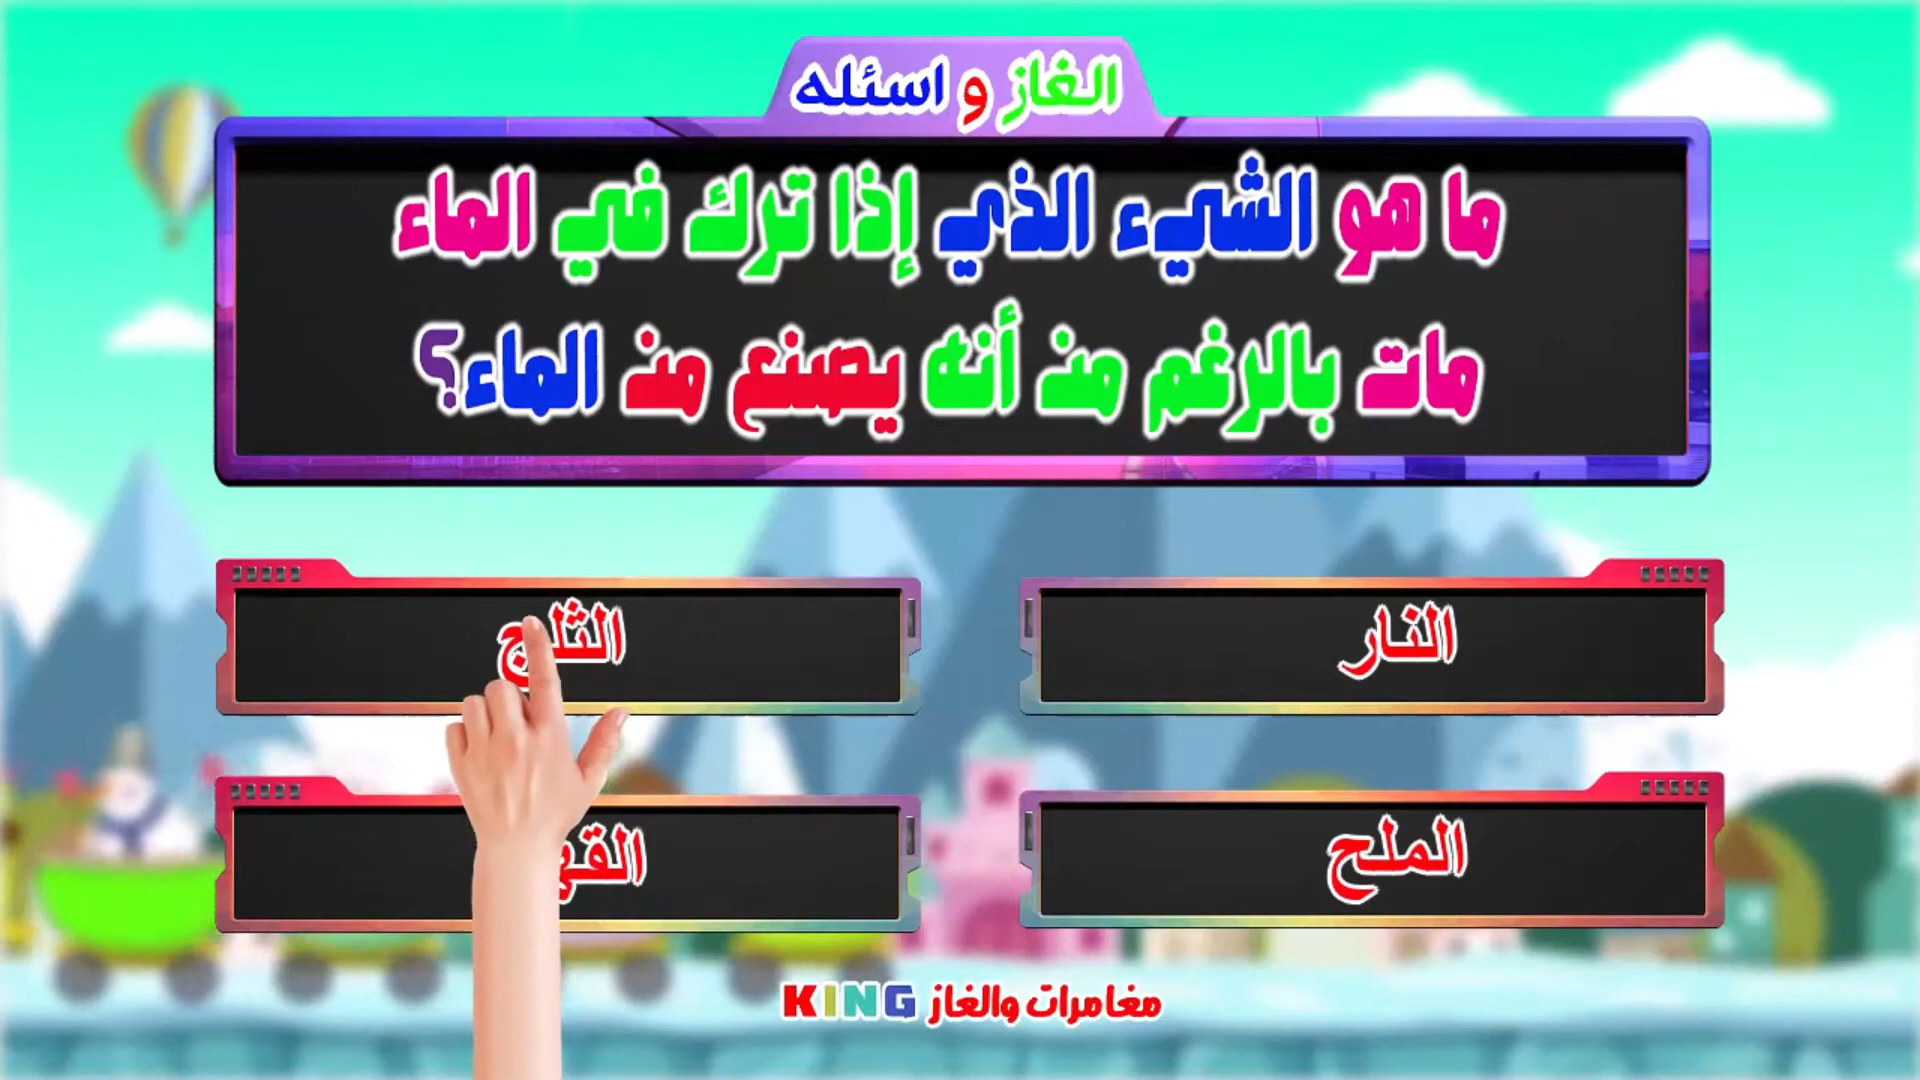 الغاز و اسئله
ما هو الشيء الذي إذا ترك في الماء
مات بالرغم من أنه يصنع من الماء؟
النار
الثلج
الملح
مغامرات والغاز KING